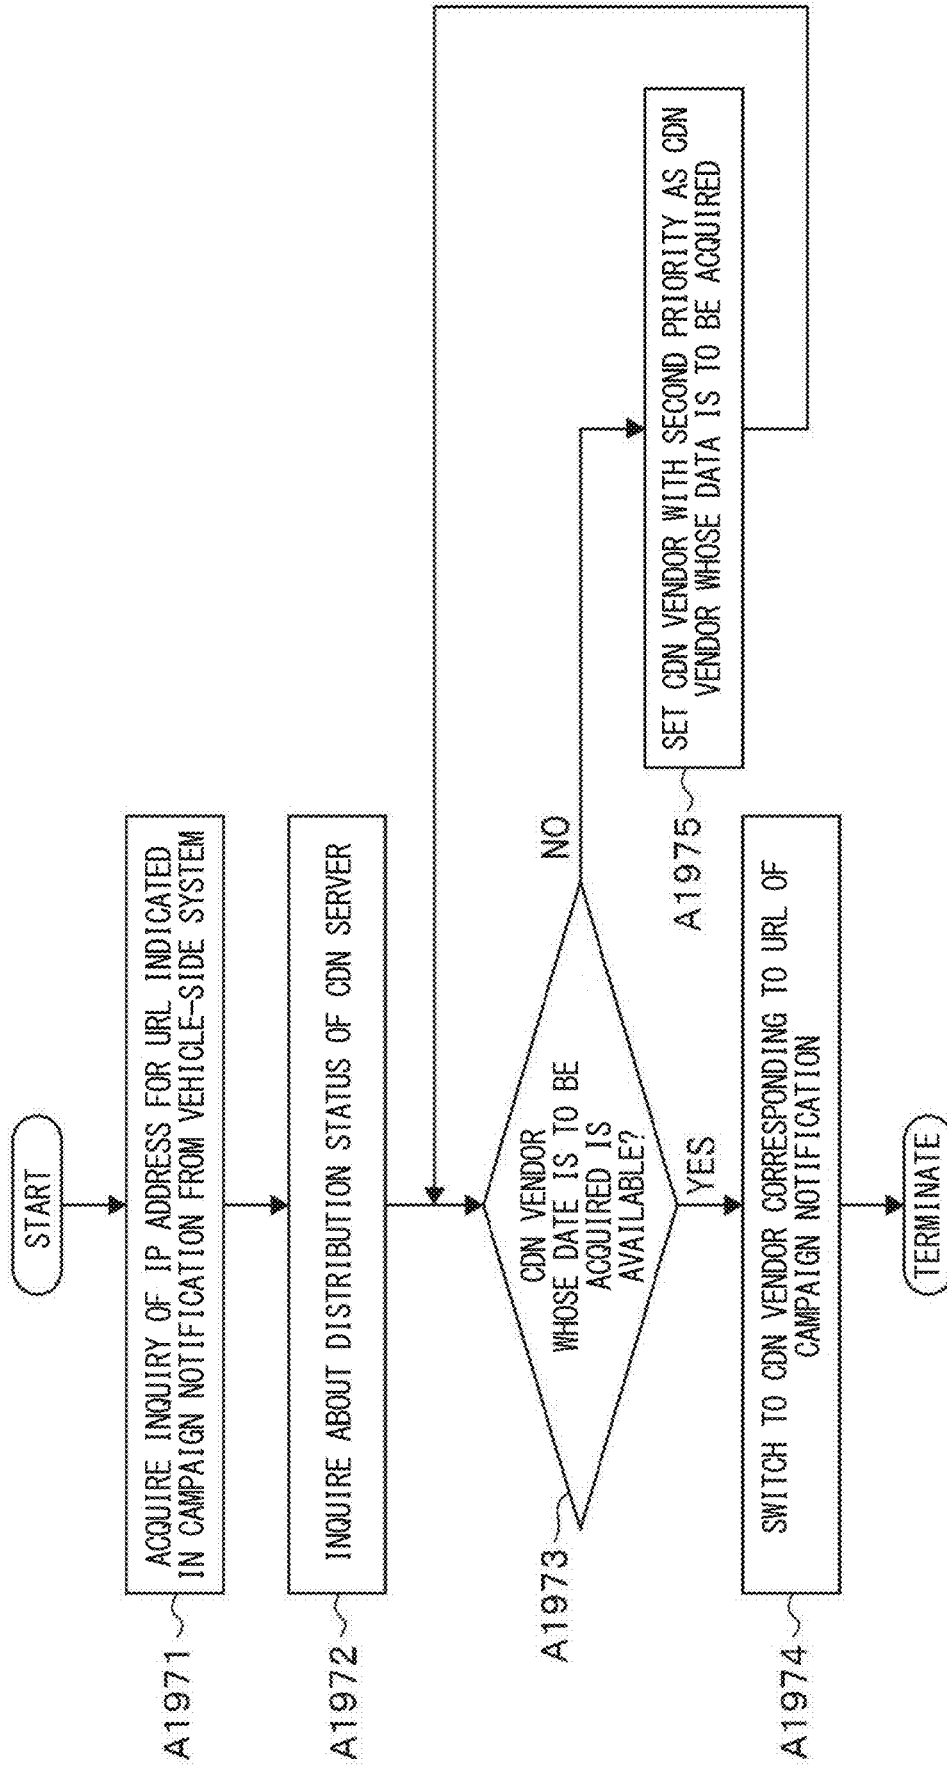 START
A1971
ACQUIRE INQUIRY OF IP ADDRESS FOR URL INDICATED
IN CAMPAIGN NOTIFICATION FROM VEHICLE-SIDE SYSTEM
A1972
INQUIRE ABOUT DISTRIBUTION STATUS OF CDN SERVER
A1973
CDN VENDOR
WHOSE DATE IS TO BE
ACQUIRED IS
AVAILABLE?
NO
YES
A1975
SET CDN VENDOR WITH SECOND PRIORITY AS CDN
VENDOR WHOSE DATA IS TO BE ACQUIRED
A1974
SWITCH TO CDN VENDOR CORRESPONDING TO URL OF
CAMPAIGN NOTIFICATION
TERMINATE